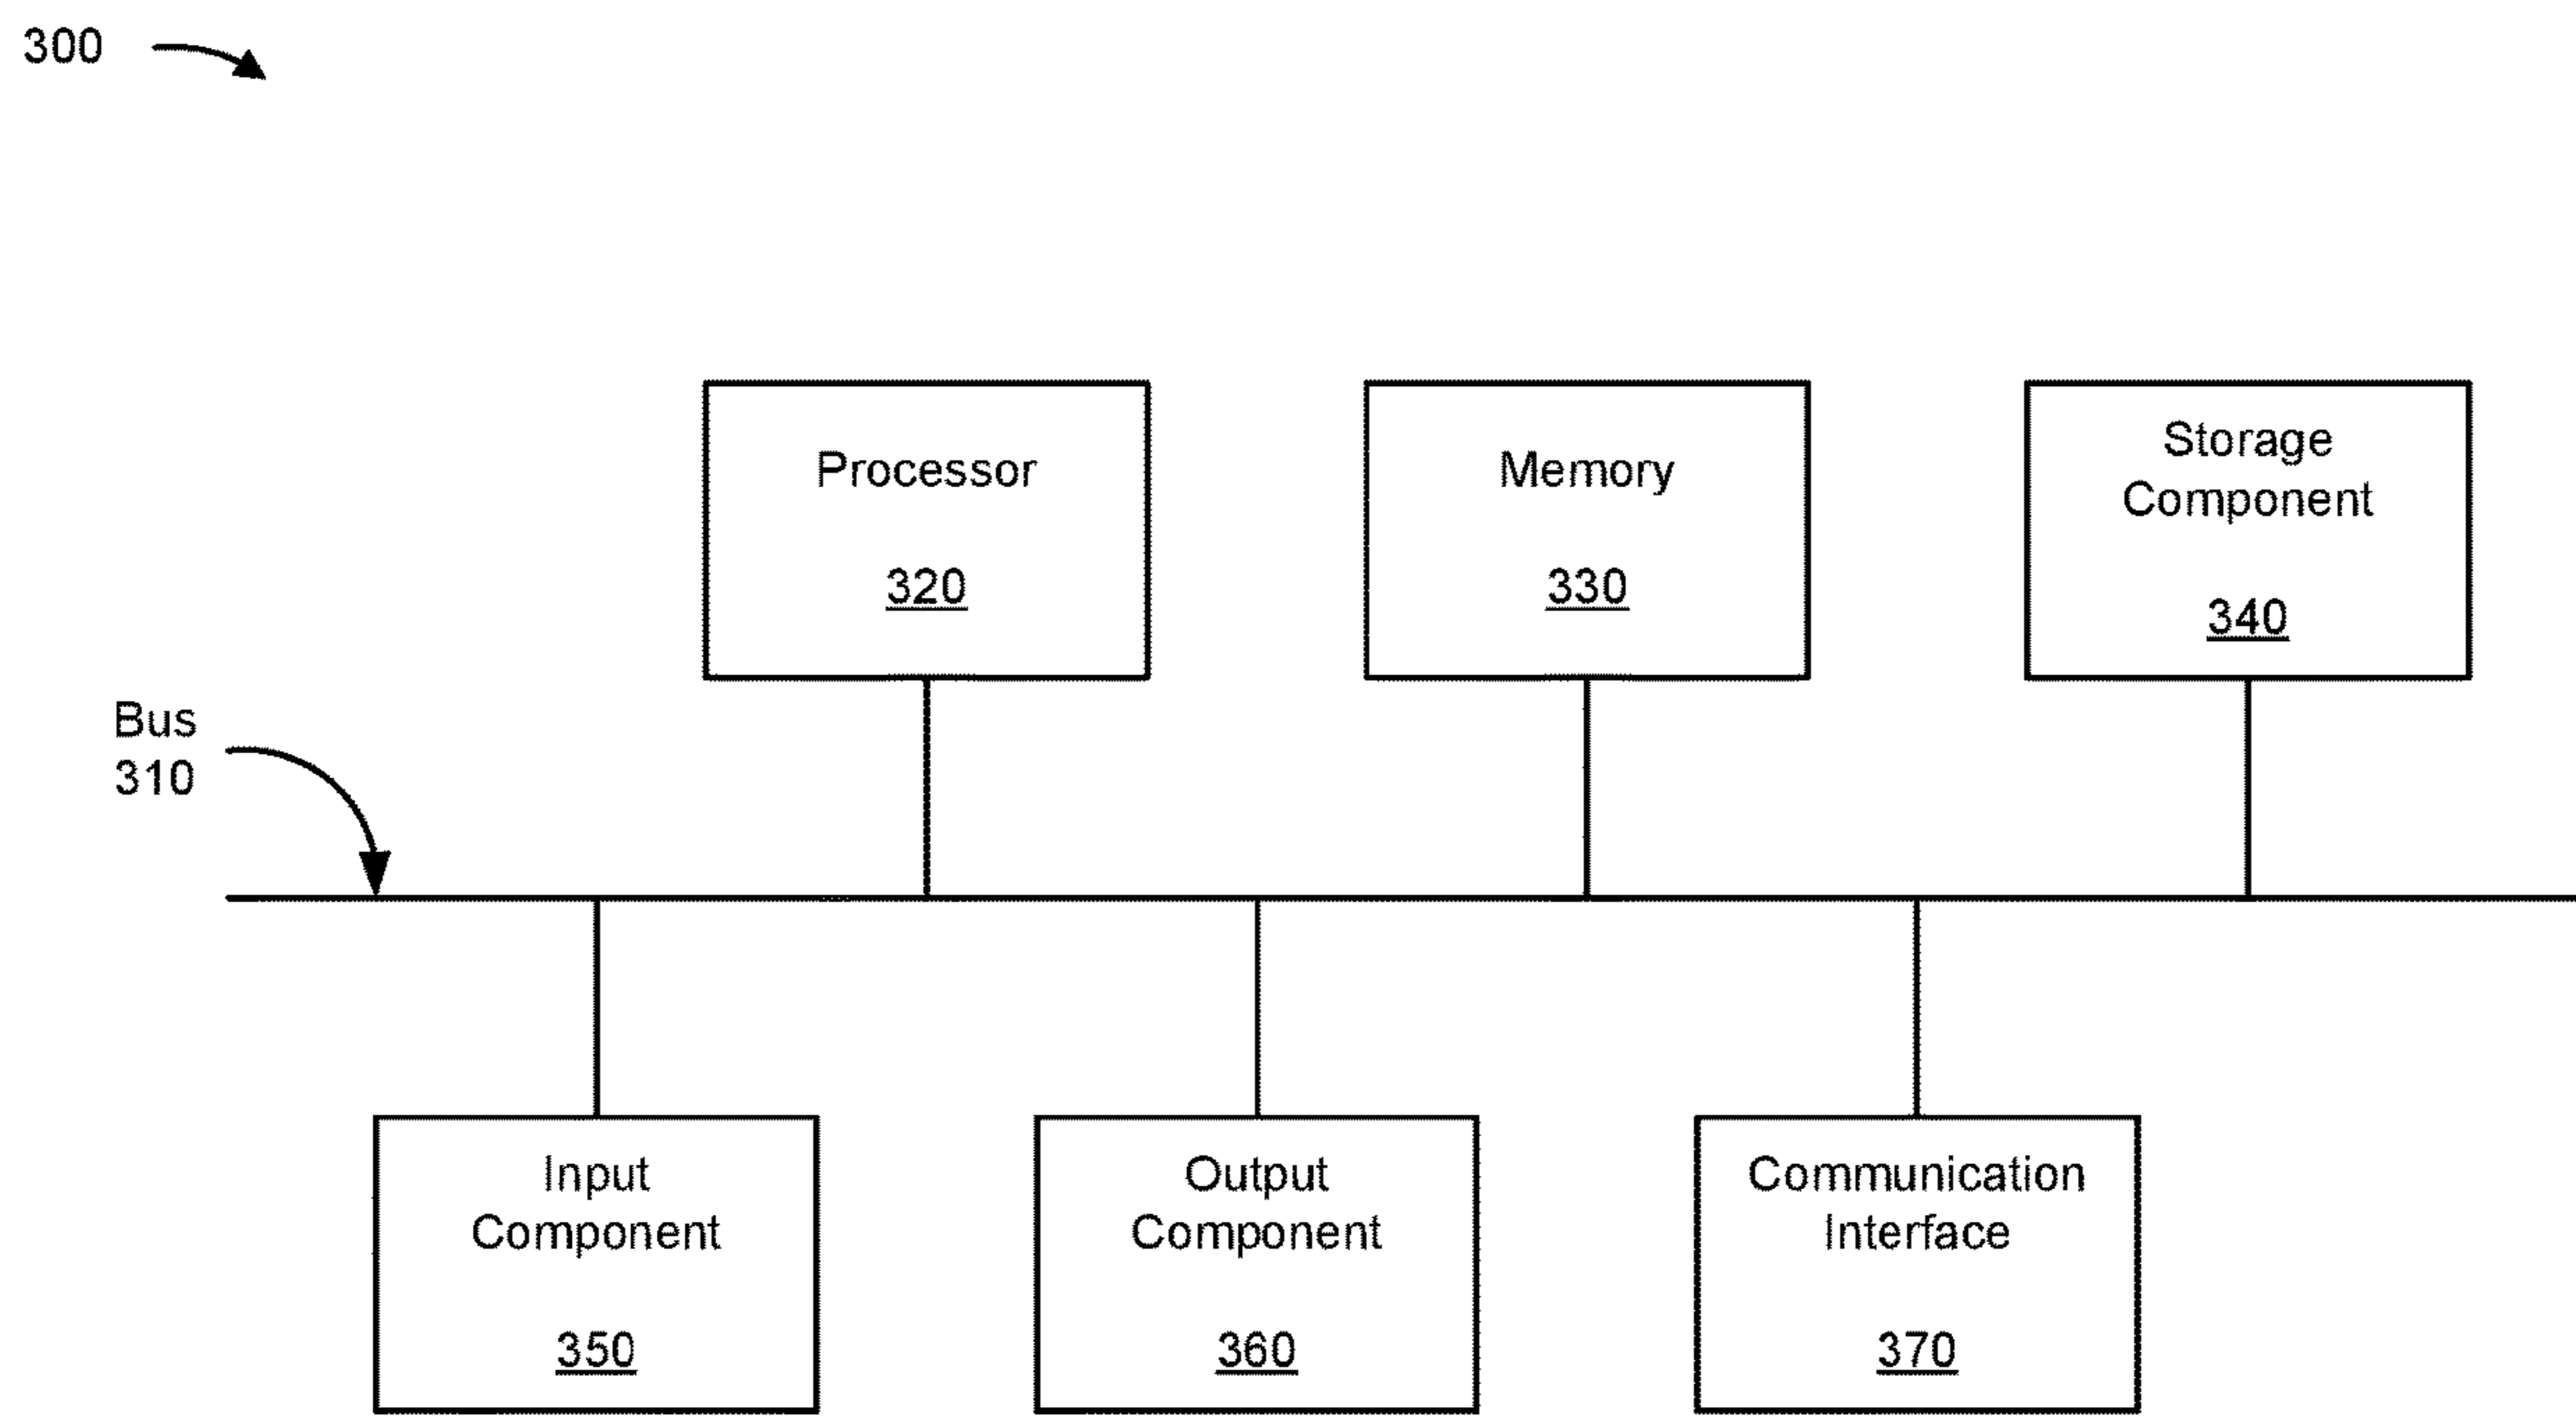 300
Processor
320
Memory
330
Storage
Component
340
Bus
310
Input
Component
350
Output
Component
360
Communication
Interface
370